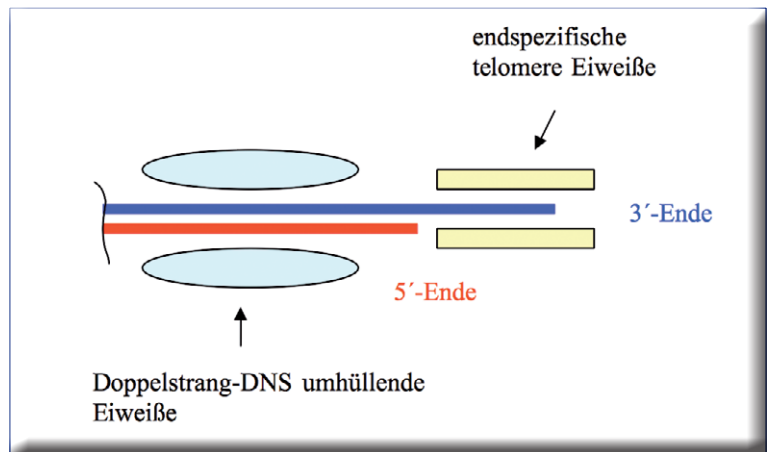 endspezifische
telomere Eiweiße
3´-Ende
5´-Ende
Doppelstrang-DNS umhüllende
Eiweiße